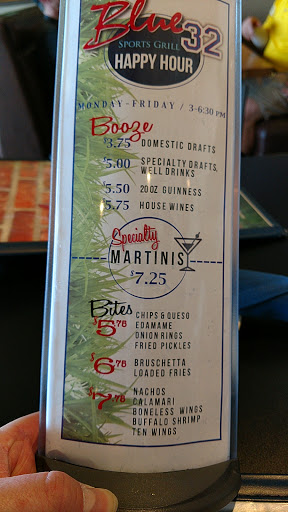 Blue 32
SPORTS GRILL
HAPPY HOUR
MONDAY-FRIDAY / 3-6:30 PM
Booze
$3.75 DOMESTIC DRAFTS
$5.00 SPECIALTY DRAFTS,
WELL DRINKS
5.50 20OZ GUINNESS
5.75 HOUSE WINES
Specialty
MARTINIS
$7.25
Bites
$5.78 CHIPS & QUESO
EDAMAME
ONION RINGS
FRIED PICKLES
$6.78 BRUSCHETTA
LOADED FRIES
$7.78 NACHOS
CALAMARI
BONELESS WINGS
BUFFALO SHRIMP
TEN WINGS